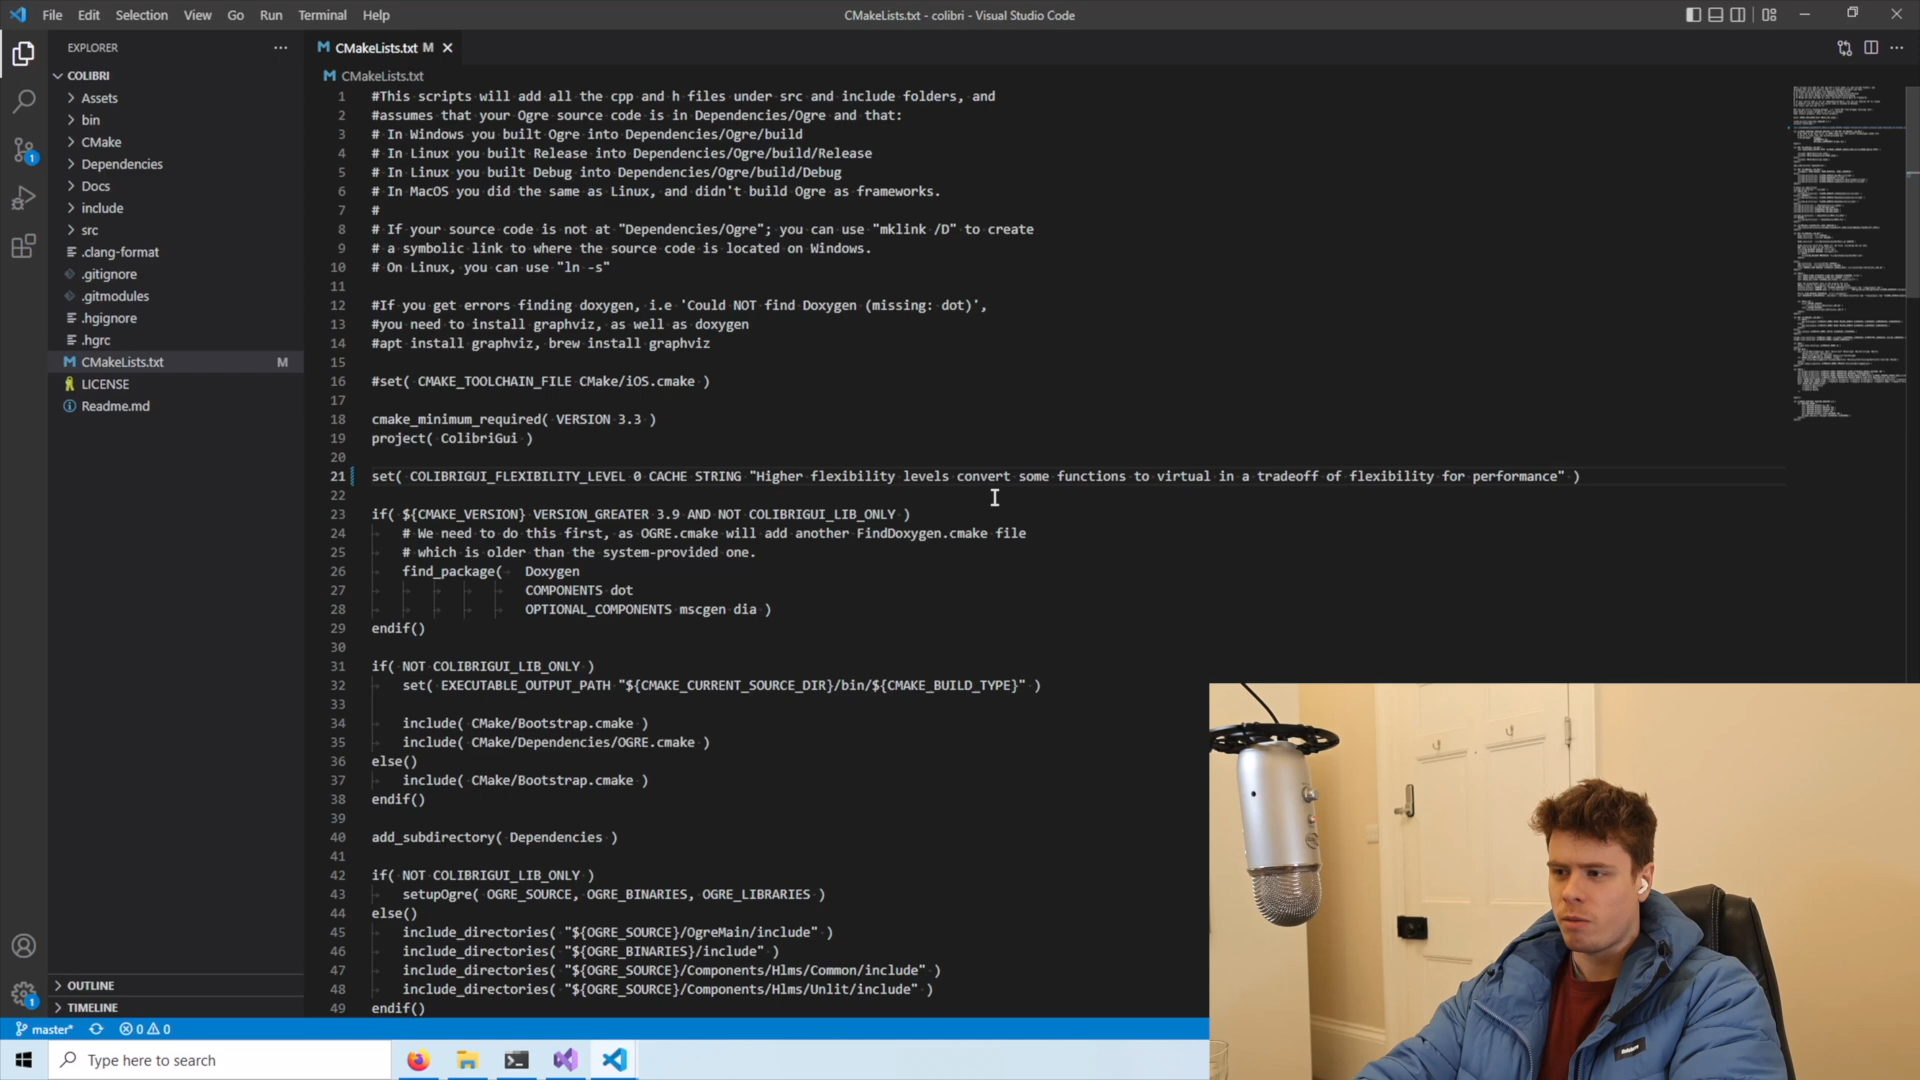 File Edit Selection View Go Run Terminal Help
CMakeLists.txt - colibri - Visual Studio Code
EXPLORER
COLIBRI
Assets
bin
CMake
Dependencies
Docs
include
src
.clang-format
.gitignore
.gitmodules
.hgignore
.hgrc
CMakeLists.txt M
LICENSE
Readme.md
OUTLINE
TIMELINE
CMakeLists.txt M
CMakeLists.txt
1 #This scripts will add all the cpp and h files under src and include folders, and
2 #assumes that your Ogre source code is in Dependencies/Ogre and that:
3 # In Windows you built Ogre into Dependencies/Ogre/build
4 # In Linux you built Release into Dependencies/Ogre/build/Release
5 # In Linux you built Debug into Dependencies/Ogre/build/Debug
6 # In MacOS you did the same as Linux, and didn't build Ogre as frameworks.
7 #
8 # If your source code is not at "Dependencies/Ogre"; you can use "mklink /D" to create
9 # a symbolic link to where the source code is located on Windows.
10 # On Linux, you can use "ln -s"
11
12 #If you get errors finding doxygen, i.e 'Could NOT find Doxygen (missing: dot)',
13 #you need to install graphviz, as well as doxygen
14 #apt install graphviz, brew install graphviz
15
16 #set( CMAKE_TOOLCHAIN_FILE CMake/iOS.cmake )
17
18 cmake_minimum_required( VERSION 3.3 )
19 project( ColibriGui )
20
21 set( COLIBRIGUI_FLEXIBILITY_LEVEL 0 CACHE STRING "Higher flexibility levels convert some functions to virtual in a tradeoff of flexibility for performance" )
22
23 if( ${CMAKE_VERSION} VERSION_GREATER 3.9 AND NOT COLIBRIGUI_LIB_ONLY )
24 # We need to do this first, as OGRE.cmake will add another FindDoxygen.cmake file
25 # which is older than the system-provided one.
26 find_package( Doxygen
27 COMPONENTS dot
28 OPTIONAL_COMPONENTS mscgen dia )
29 endif()
30
31 if( NOT COLIBRIGUI_LIB_ONLY )
32 set( EXECUTABLE_OUTPUT_PATH "${CMAKE_CURRENT_SOURCE_DIR}/bin/${CMAKE_BUILD_TYPE}" )
33
34 include( CMake/Bootstrap.cmake )
35 include( CMake/Dependencies/OGRE.cmake )
36 else()
37 include( CMake/Bootstrap.cmake )
38 endif()
39
40 add_subdirectory( Dependencies )
41
42 if( NOT COLIBRIGUI_LIB_ONLY )
43 setupOgre( OGRE_SOURCE, OGRE_BINARIES, OGRE_LIBRARIES )
44 else()
45 include_directories( "${OGRE_SOURCE}/OgreMain/include" )
46 include_directories( "${OGRE_BINARIES}/include" )
47 include_directories( "${OGRE_SOURCE}/Components/Hlms/Common/include" )
48 include_directories( "${OGRE_SOURCE}/Components/Hlms/Unlit/include" )
49 endif()
1
1
master* 0 0
Type here to search